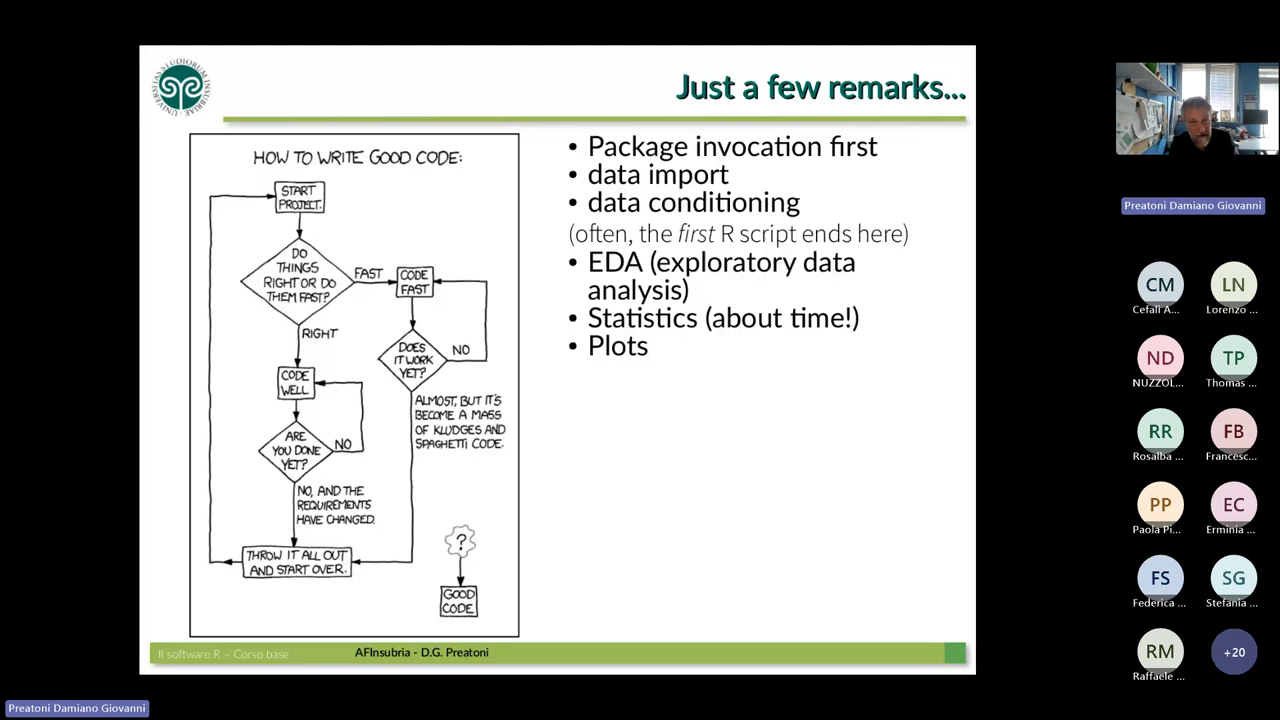 Just a few remarks...
HOW TO WRITE GOOD CODE:
START
PROJECT.
DO
THINGS
RIGHT OR DO
THEM FAST?
FAST
CODE
FAST
RIGHT
DOES
IT WORK
YET?
NO
CODE
WELL
ALMOST, BUT IT'S
BECOME A MASS
OF KLUDGES AND
SPAGHETTI CODE.
ARE
YOU DONE
YET?
NO
NO, AND THE
REQUIREMENTS
HAVE CHANGED.
THROW IT ALL OUT
AND START OVER.
?
GOOD
CODE
• Package invocation first
• data import
• data conditioning
(often, the first R script ends here)
• EDA (exploratory data
analysis)
• Statistics (about time!)
• Plots
Il software R – Corso base
AFInsubria - D.G. Preatoni
Preatoni Damiano Giovanni
CM
Cefalì A...
LN
Lorenzo ...
ND
NUZZOL...
TP
Thomas ...
RR
Rosalba ...
FB
Francesc...
PP
Paola Pi...
EC
Erminia ...
FS
Federica ...
SG
Stefania ...
RM
Raffaele ...
+20
Preatoni Damiano Giovanni